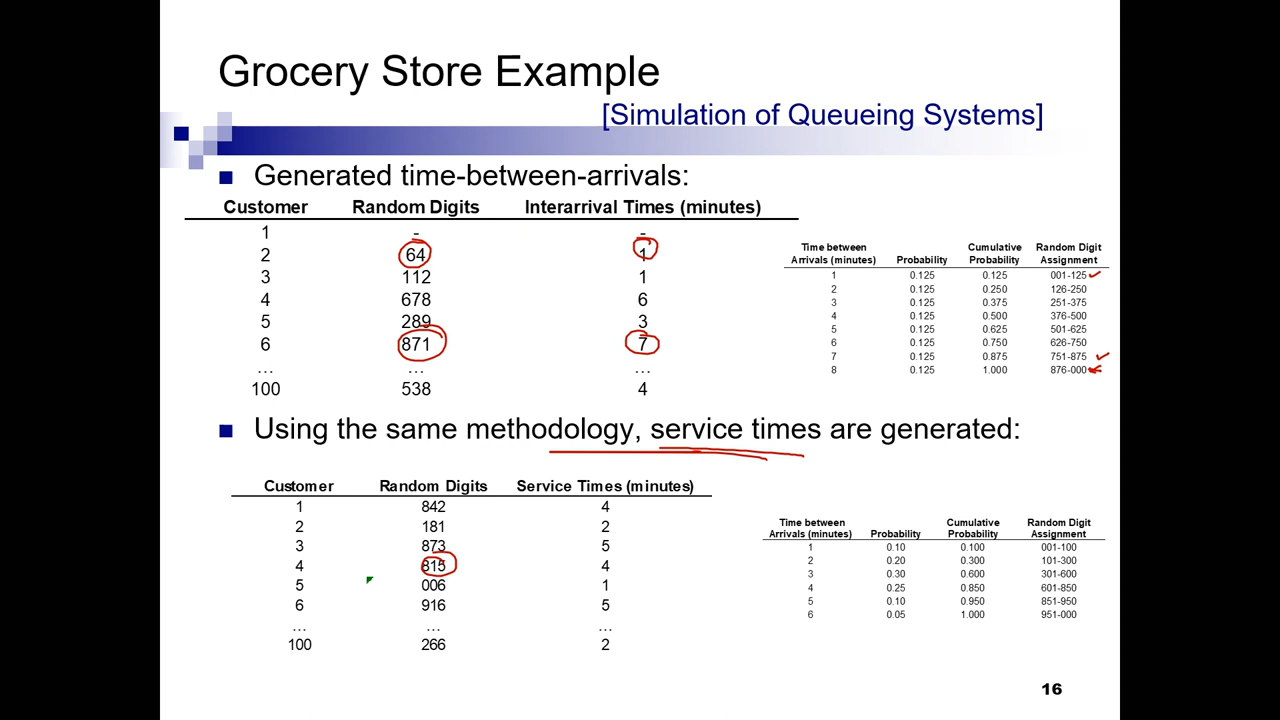 Grocery Store Example
[Simulation of Queueing Systems]
Generated time-between-arrivals:
Customer Random Digits Interarrival Times (minutes)
1 - -
2 64 1
3 112 1
4 678 6
5 289 3
6 871 7
... ... ...
100 538 4
Time between Arrivals (minutes) Probability Cumulative Probability Random Digit Assignment
1 0.125 0.125 001-125
2 0.125 0.250 126-250
3 0.125 0.375 251-375
4 0.125 0.500 376-500
5 0.125 0.625 501-625
6 0.125 0.750 626-750
7 0.125 0.875 751-875
8 0.125 1.000 876-000
Using the same methodology, service times are generated:
Customer Random Digits Service Times (minutes)
1 842 4
2 181 2
3 873 5
4 815 4
5 006 1
6 916 5
... ... ...
100 266 2
Time between Arrivals (minutes) Probability Cumulative Probability Random Digit Assignment
1 0.10 0.100 001-100
2 0.20 0.300 101-300
3 0.30 0.600 301-600
4 0.25 0.850 601-850
5 0.10 0.950 851-950
6 0.05 1.000 951-000
16